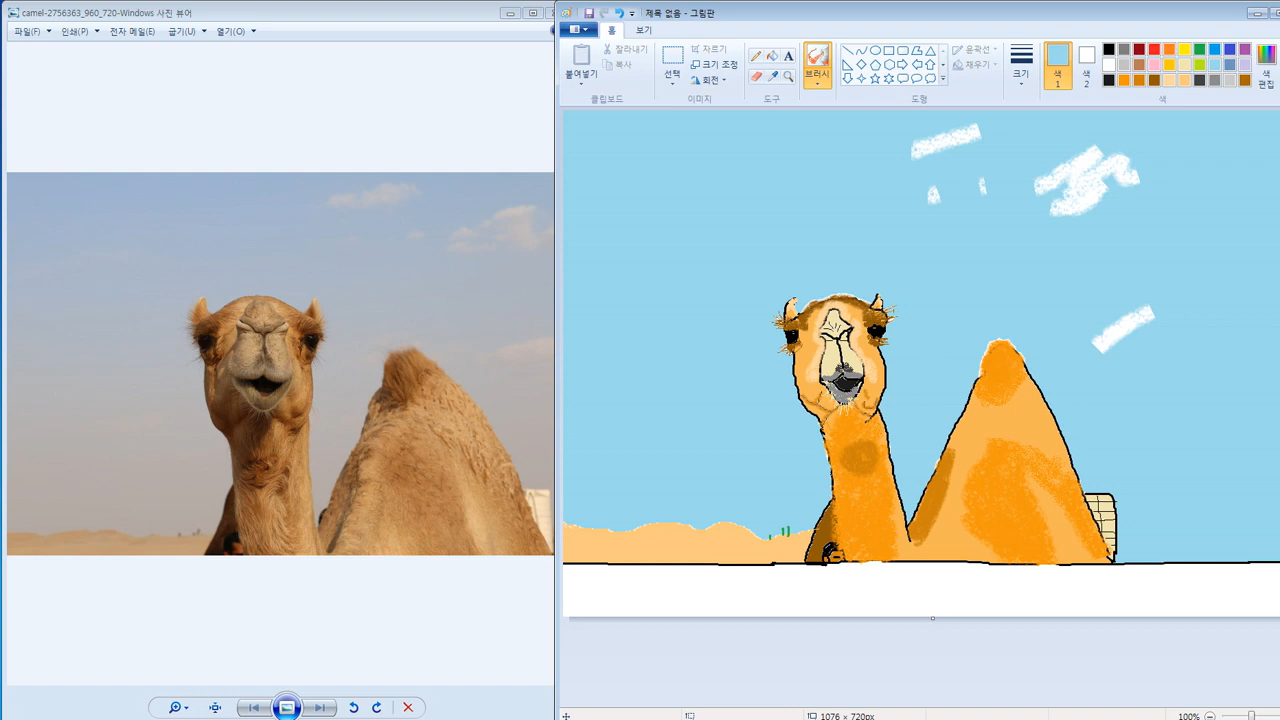 camel-2756363_960_720-Windows 사진 뷰어
파일(F) 인쇄(P) 전자 메일(E) 굽기(U) 열기(O)
제목 없음 - 그림판
홈 보기
붙여넣기
잘라내기
복사
클립보드
선택
자르기
크기 조정
회전
이미지
A
도구
브러시
윤곽선
채우기
도형
크기
색
1
색
2
색
편집
색
1076 × 720px
100%